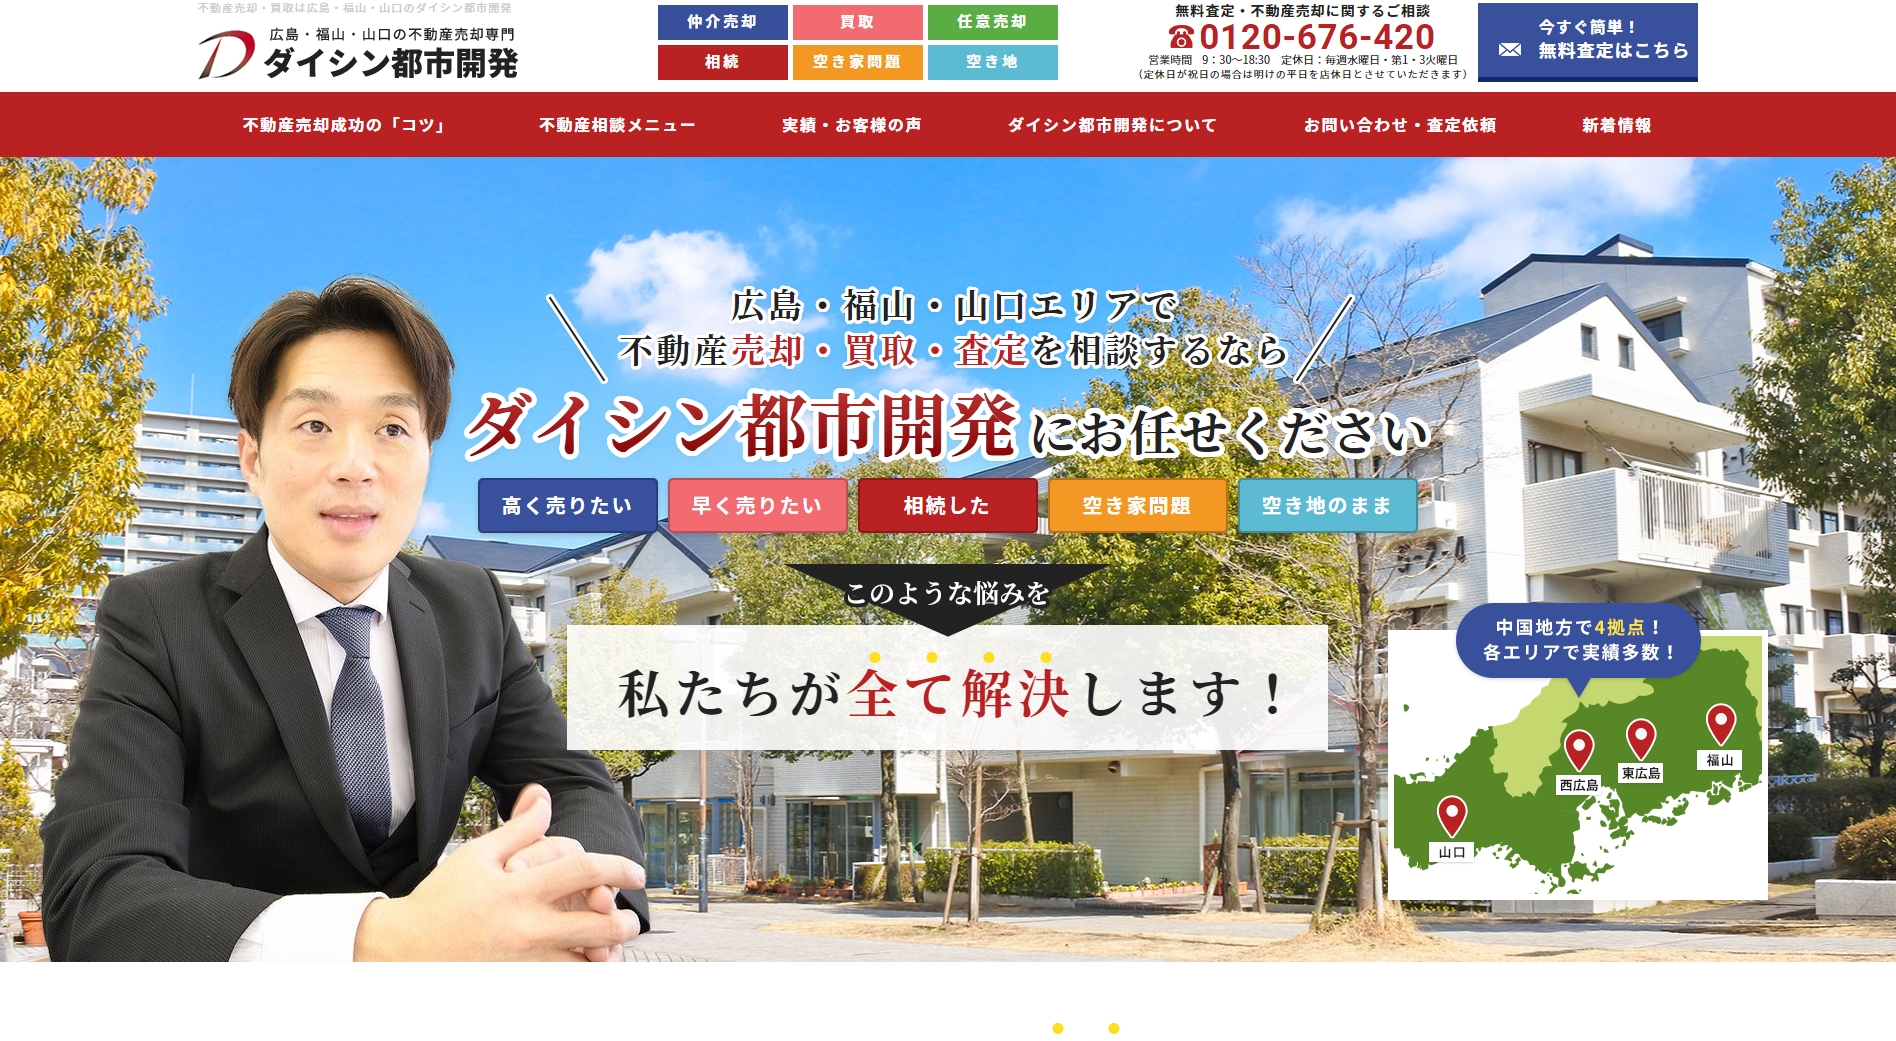 不動産売却・買取は広島・福山・山口のダイシン都市開発
広島・福山・山口の不動産売却専門
ダイシン都市開発
仲介売却
買取
任意売却
相続
空き家問題
空き地
無料査定・不動産売却に関するご相談
0120-676-420
営業時間 9：30～18:30 定休日：毎週水曜日・第1・3火曜日
（定休日が祝日の場合は明けの平日を店休日とさせていただきます）
今すぐ簡単！
無料査定はこちら
不動産売却成功の「コツ」
不動産相談メニュー
実績・お客様の声
ダイシン都市開発について
お問い合わせ・査定依頼
新着情報
広島・福山・山口エリアで
不動産売却・買取・査定を相談するなら
ダイシン都市開発にお任せください
高く売りたい
早く売りたい
相続した
空き家問題
空き地のまま
このような悩みを
私たちが全て解決します！
中国地方で4拠点！
各エリアで実績多数！
福山
東広島
西広島
山口